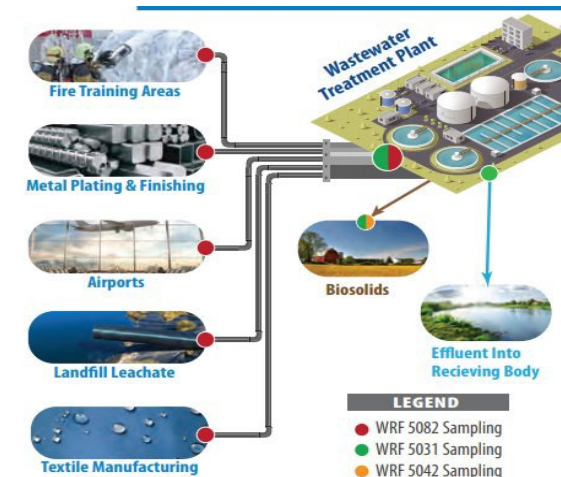 Fire Training Areas
Metal Plating & Finishing
Airports
Landfill Leachate
Textile Manufacturing
Wastewater
Treatment Plant
Biosolids
Effluent Into
Recieving Body
LEGEND
WRF 5082 Sampling
WRF 5031 Sampling
WRF 5042 Sampling